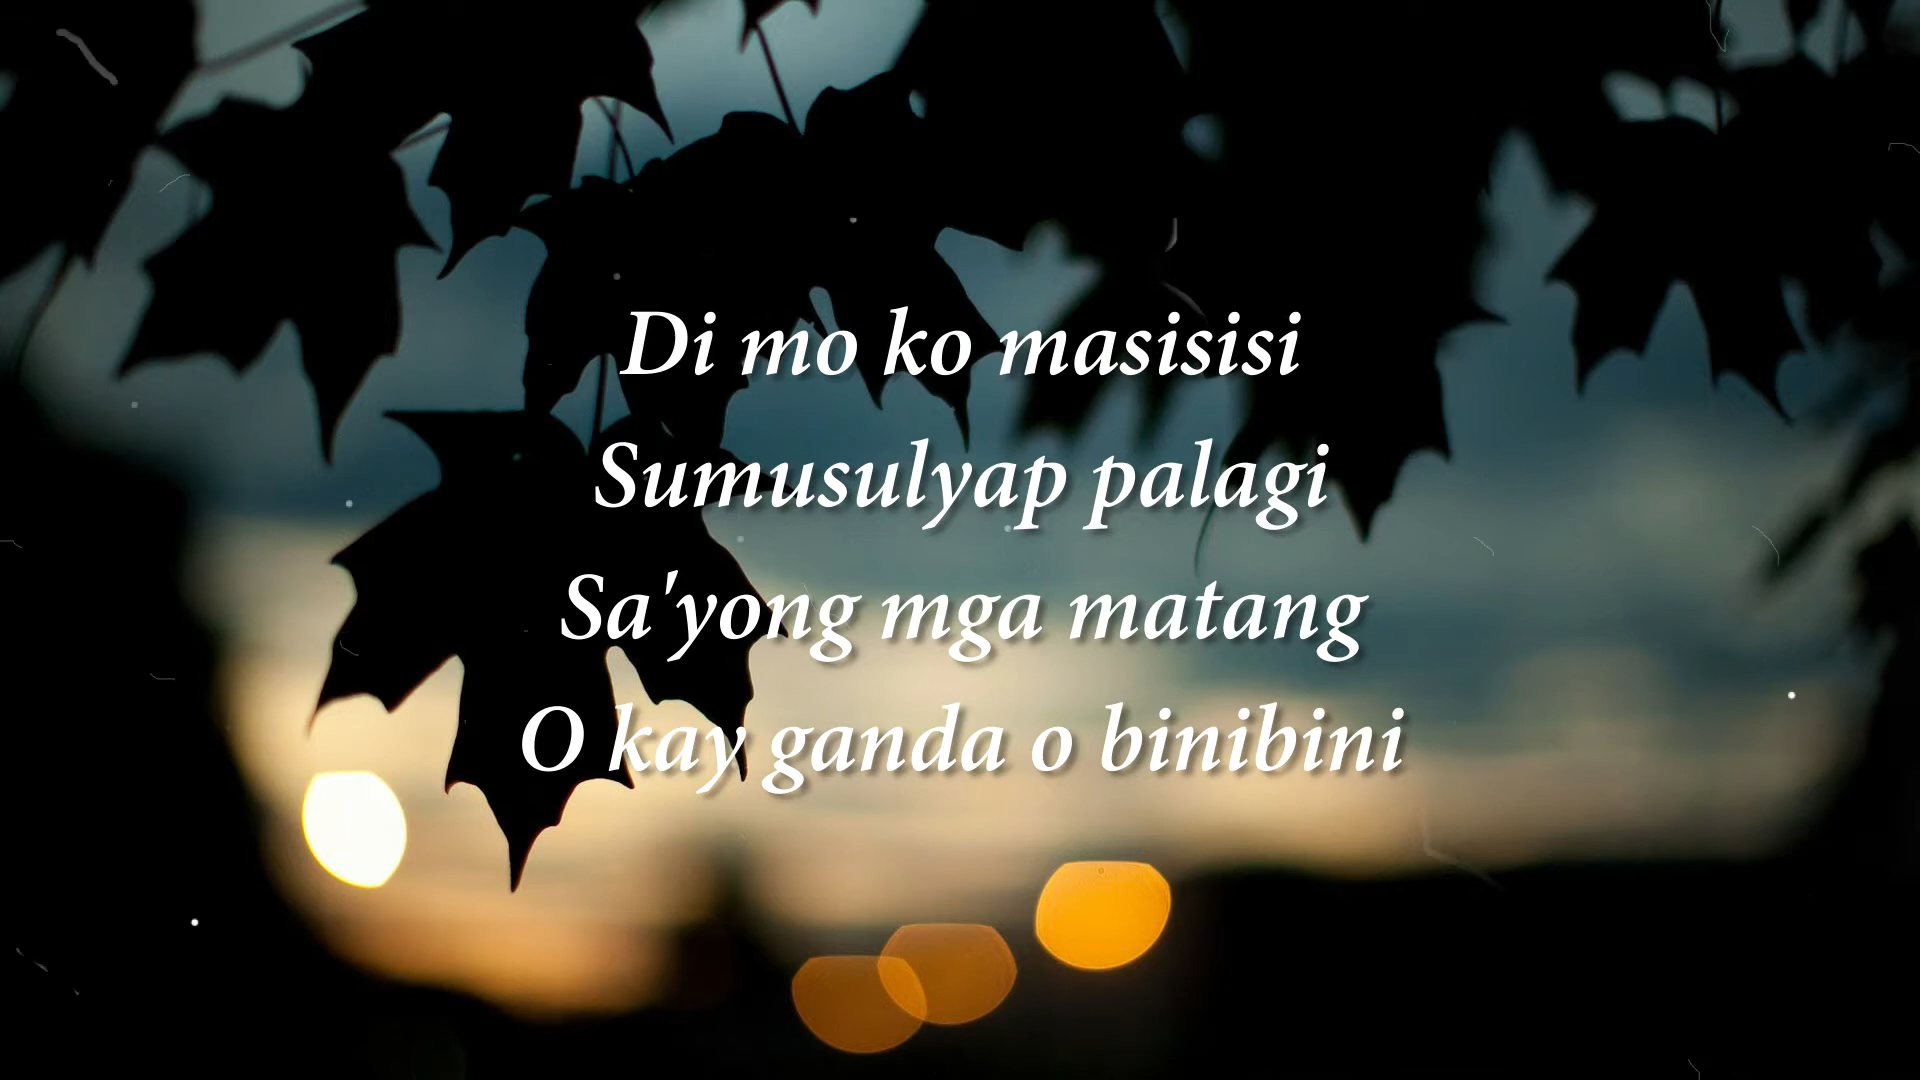 Di mo ko masisisi
Sumusulyap palagi
Sa'yong mga matang
O kay ganda o binibini